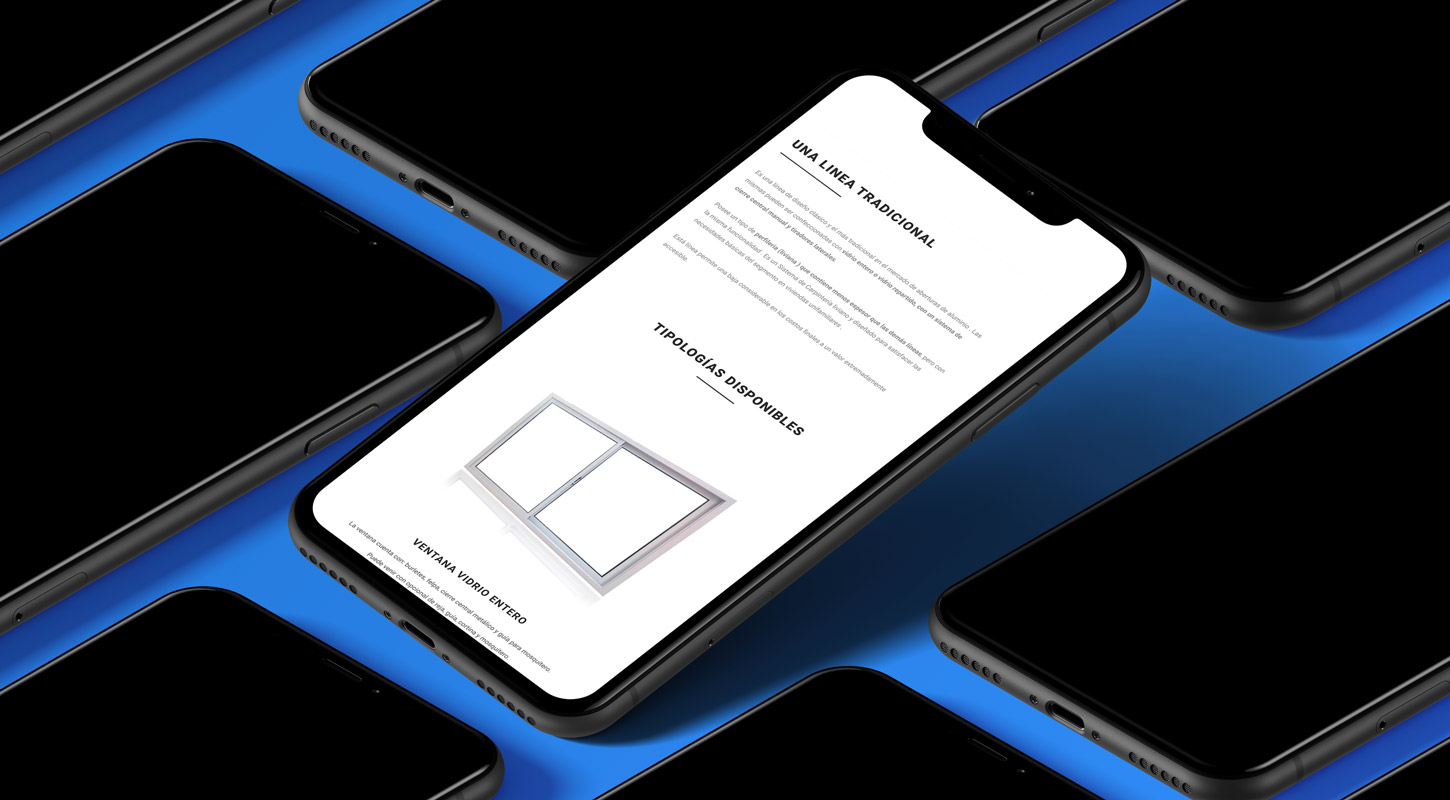 UNA LINEA TRADICIONAL
Es una línea de diseño clásico y el más tradicional en el mercado de aberturas de aluminio . Las
mismas pueden ser confeccionadas con vidrio entero o vidrio repartido, con un sistema de
cierre central manual y tiradores laterales.
Posee un tipo de perfilería (liviana ) que contiene menos espesor que las demás líneas, pero con
la misma funcionalidad . Es un Sistema de Carpintería liviano y diseñado para satisfacer las
necesidades básicas del segmento en viviendas unifamiliares .
Está línea permite una baja considerable en los costos finales a un valor extremadamente
accesible.
TIPOLOGÍAS DISPONIBLES
VENTANA VIDRIO ENTERO
La ventana cuenta con: burletes, felpa, cierre central metálico y guía para mosquitero.
Puede venir con opcional de reja, guía, cortina y mosquitero.